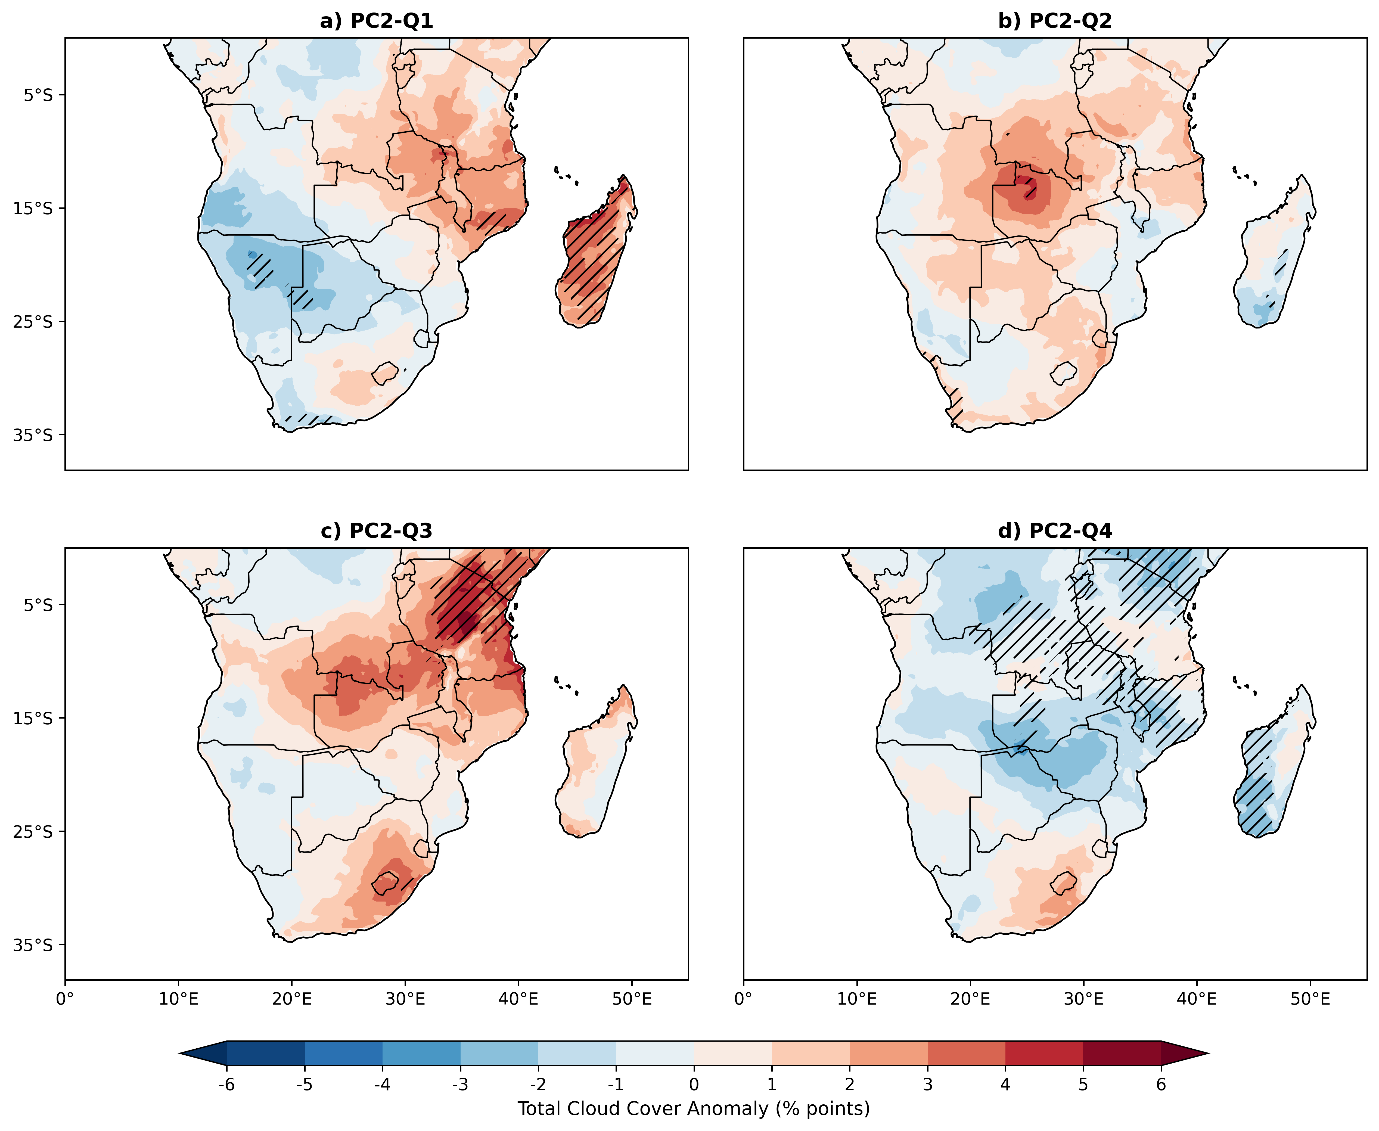 a) PC2-Q1
b) PC2-Q2
5°S
15°S
25°S
35°S
c) PC2-Q3
d) PC2-Q4
5°S
15°S
25°S
35°S
0° 10°E 20°E 30°E 40°E 50°E
0° 10°E 20°E 30°E 40°E 50°E
-6 -5 -4 -3 -2 -1 0 1 2 3 4 5 6
Total Cloud Cover Anomaly (% points)